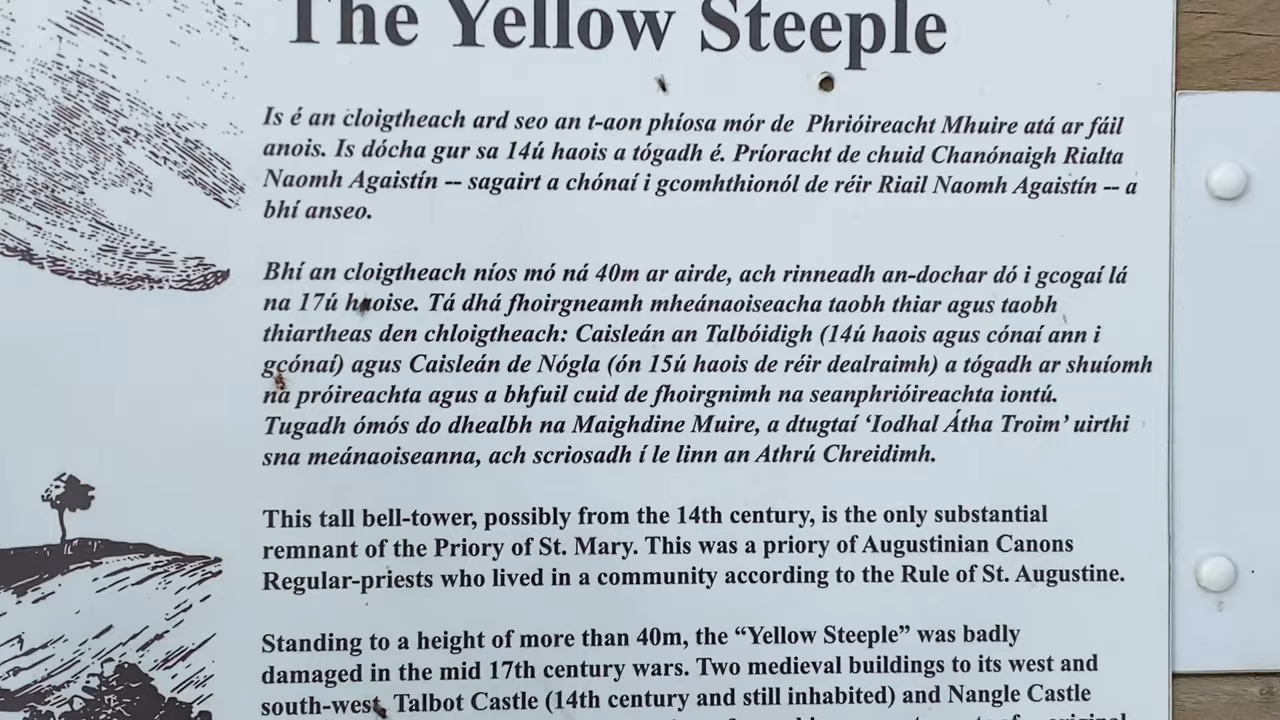 The Yellow Steeple
Is é an cloigtheach ard seo an t-aon phíosa mór de Phrióireacht Mhuire atá ar fáil
anois. Is dócha gur sa 14ú haois a tógadh é. Príoracht de chuid Chanónaigh Rialta
Naomh Agaistín -- sagairt a chónaí i gcomhthionól de réir Riail Naomh Agaistín -- a
bhí anseo.
Bhí an cloigtheach níos mó ná 40m ar airde, ach rinneadh an-dochar dó i gcogaí lá
na 17ú haoise. Tá dhá fhoirgneamh mheánaoiseacha taobh thiar agus taobh
thiartheas den chloigtheach: Caisleán an Talbóidigh (14ú haois agus cónaí ann i
gcónaí) agus Caisleán de Nógla (ón 15ú haois de réir dealraimh) a tógadh ar shuíomh
na próireachta agus a bhfuil cuid de fhoirgnimh na seanphrióireachta iontú.
Tugadh ómós do dhealbh na Maighdine Muire, a dtugtaí ‘Iodhal Átha Troim’ uirthi
sna meánaoiseanna, ach scriosadh í le linn an Athrú Chreidimh.
This tall bell-tower, possibly from the 14th century, is the only substantial
remnant of the Priory of St. Mary. This was a priory of Augustinian Canons
Regular-priests who lived in a community according to the Rule of St. Augustine.
Standing to a height of more than 40m, the “Yellow Steeple” was badly
damaged in the mid 17th century wars. Two medieval buildings to its west and
south-west, Talbot Castle (14th century and still inhabited) and Nangle Castle